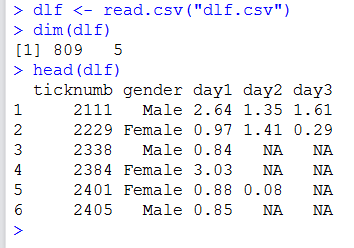 > dlf <- read.csv("dlf.csv")
> dim(dlf)
[1] 809   5
> head(dlf)
  ticknumb gender day1 day2 day3
1     2111   Male 2.64 1.35 1.61
2     2229 Female 0.97 1.41 0.29
3     2338   Male 0.84   NA   NA
4     2384 Female 3.03   NA   NA
5     2401 Female 0.88 0.08   NA
6     2405   Male 0.85   NA   NA
>